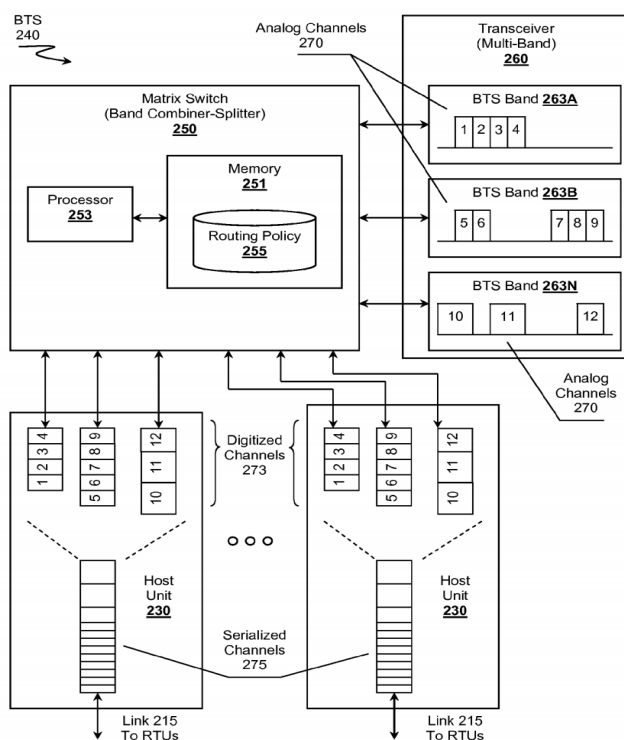 BTS
240
Analog
Channels
270
Transceiver
(Multi-Band)
260
Matrix Switch
(Band Combiner-Splitter)
250
Memory
251
Processor
253
Routing Policy
255
BTS Band 263A
1 2 3 4
BTS Band 263B
5 6 7 8 9
BTS Band 263N
10 11 12
Analog
Channels
270
1 2 3 4
5 6 7 8 9
10 11 12
Digitized
Channels
273
1 2 3 4
5 6 7 8 9
10 11 12
Host
Unit
230
Serialized
Channels
275
Host
Unit
230
Link 215
To RTUs
Link 215
To RTUs